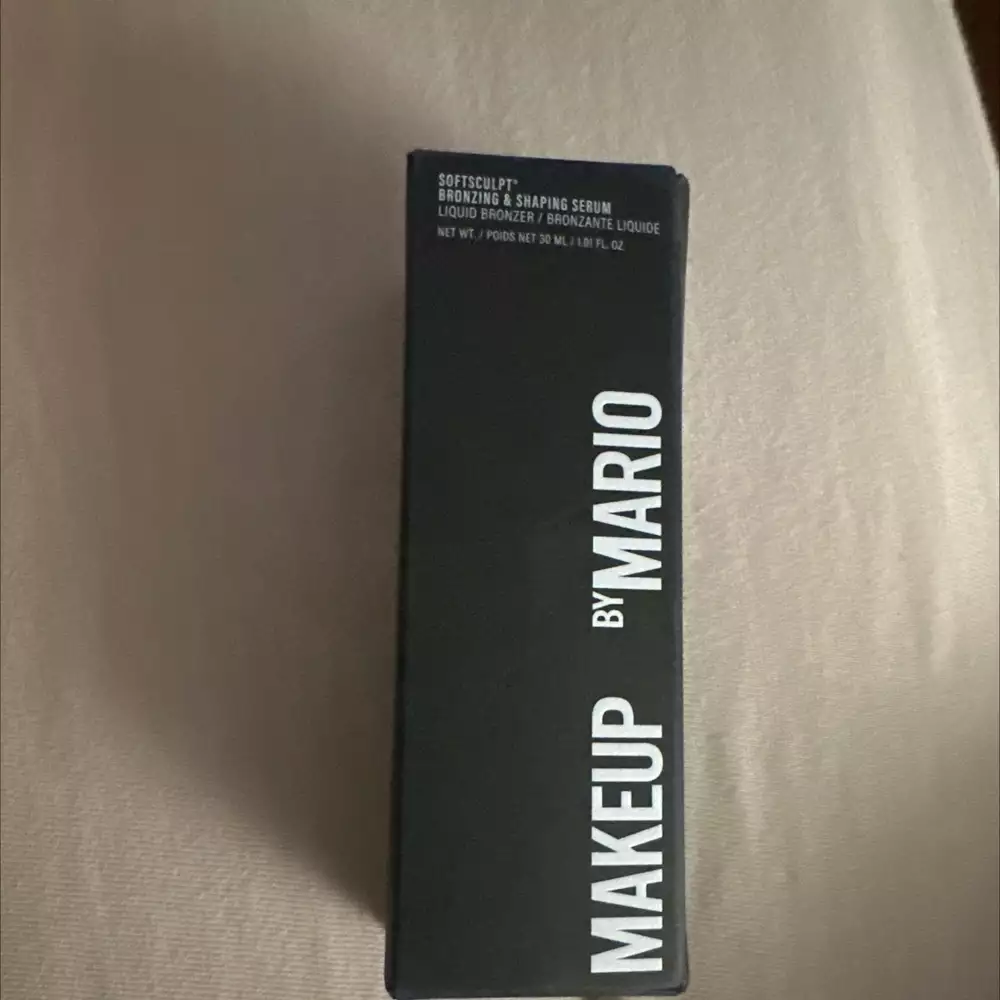 SOFTSCULPT®
BRONZING & SHAPING SERUM
LIQUID BRONZER / BRONZANTE LIQUIDE
NET WT. / POIDS NET 30 ML / 1.01 FL. OZ
MAKEUP BY MARIO